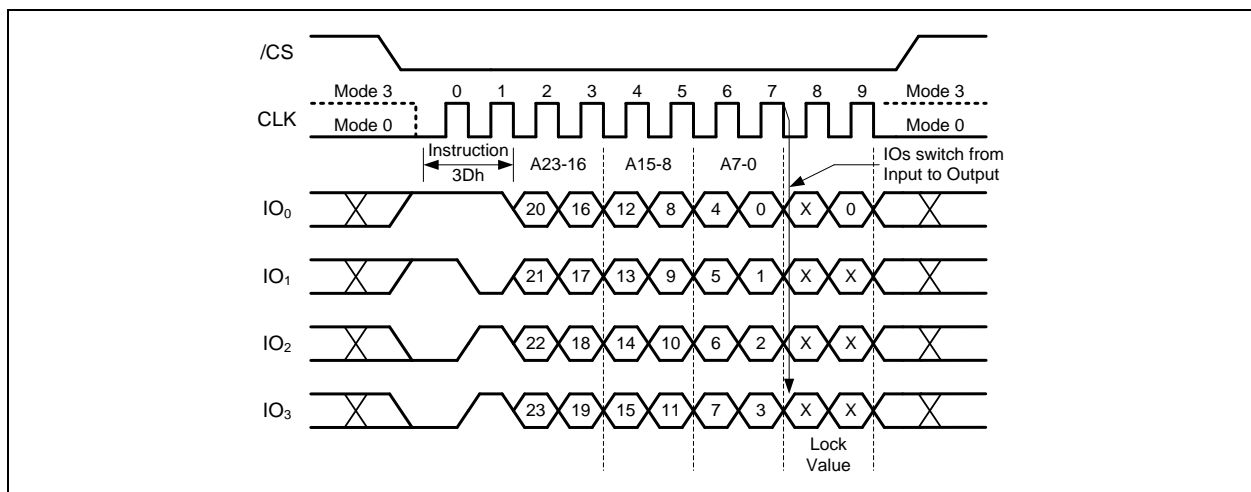 /CS
Mode 3 0 1 2 3 4 5 6 7 8 9 Mode 3
CLK
Mode 0 Mode 0
Instruction
3Dh
A23-16 A15-8 A7-0
IOs switch from
Input to Output
IO₀ 20 16 12 8 4 0 X 0
IO₁ 21 17 13 9 5 1 X X
IO₂ 22 18 14 10 6 2 X X
IO₃ 23 19 15 11 7 3 X X
Lock
Value